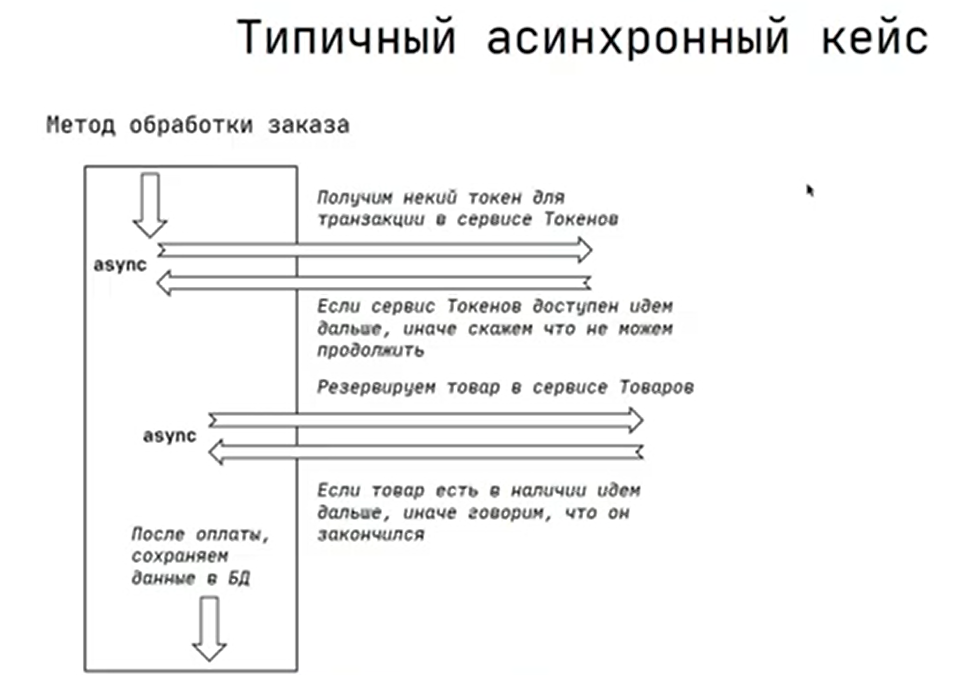 Типичный асинхронный кейс
Метод обработки заказа
Получим некий токен для
транзакции в сервисе Токенов
async
Если сервис Токенов доступен идем
дальше, иначе скажем что не можем
продолжить
Резервируем товар в сервисе Товаров
async
Если товар есть в наличии идем
дальше, иначе говорим, что он
закончился
После оплаты,
сохраняем
данные в БД